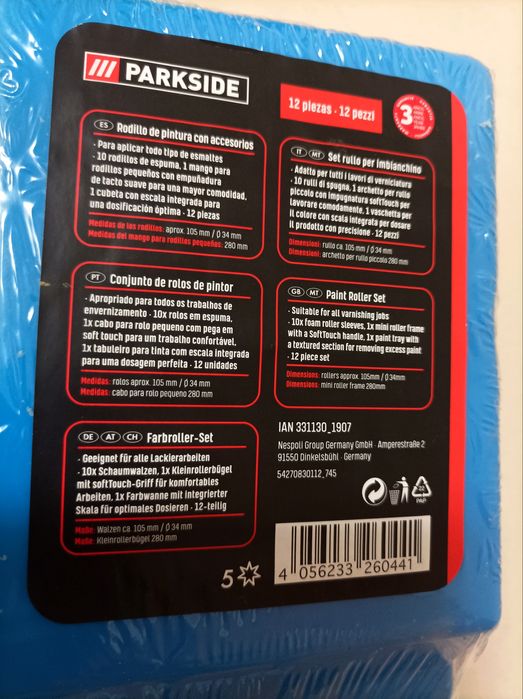 PARKSIDE
12 piezas · 12 pezzi
3
ES Rodillo de pintura con accesorios
· Para aplicar todo tipo de esmaltes
· 10 rodillos de espuma, 1 mango para
rodillos pequeños con empuñadura
de tacto suave para una mayor comodidad,
1 cubeta con escala integrada para
una dosificación óptima · 12 piezas
Medidas de los rodillos: aprox. 105 mm / Ø 34 mm
Medidas del mango para rodillos pequeños: 280 mm
IT MT Set rullo per imbianchino
· Adatto per tutti i lavori di verniciatura
· 10 rulli di spugna, 1 archetto per rullo
piccolo con impugnatura softTouch per
lavorare comodamente, 1 vaschetta per
il colore con scala integrata per dosare
il prodotto con precisione · 12 pezzi
Dimensioni: rullo ca. 105 mm / Ø 34 mm
Dimensioni: archetto per rullo piccolo 280 mm
PT Conjunto de rolos de pintor
· Apropriado para todos os trabalhos de
envernizamento · 10x rolos em espuma,
1x cabo para rolo pequeno com pega em
soft touch para um trabalho confortável,
1x tabuleiro para tinta com escala integrada
para uma dosagem perfeita · 12 unidades
Medidas: rolos aprox. 105 mm / Ø 34 mm
Medidas: cabo para rolo pequeno 280 mm
GB MT Paint Roller Set
· Suitable for all varnishing jobs
· 10x foam roller sleeves, 1x mini roller frame
with a SoftTouch handle, 1x paint tray with
a textured section for removing excess paint
· 12 piece set
Dimensions: rollers approx. 105 mm/Ø34mm
Dimensions: mini roller frame 280mm
DE AT CH Farbroller-Set
· Geeignet für alle Lackierarbeiten
· 10x Schaumwalzen, 1x Kleinrollerbügel
mit softTouch-Griff für komfortables
Arbeiten, 1x Farbwanne mit integrierter
Skala für optimales Dosieren · 12-teilig
Maße: Walzen ca. 105 mm / Ø 34 mm
Maße: Kleinrollerbügel 280 mm
IAN 331130_1907
Nespoli Group Germany GmbH · Amperestraße 2
91550 Dinkelsbühl · Germany
54270830112_745
PAP
5
4 056233 260441